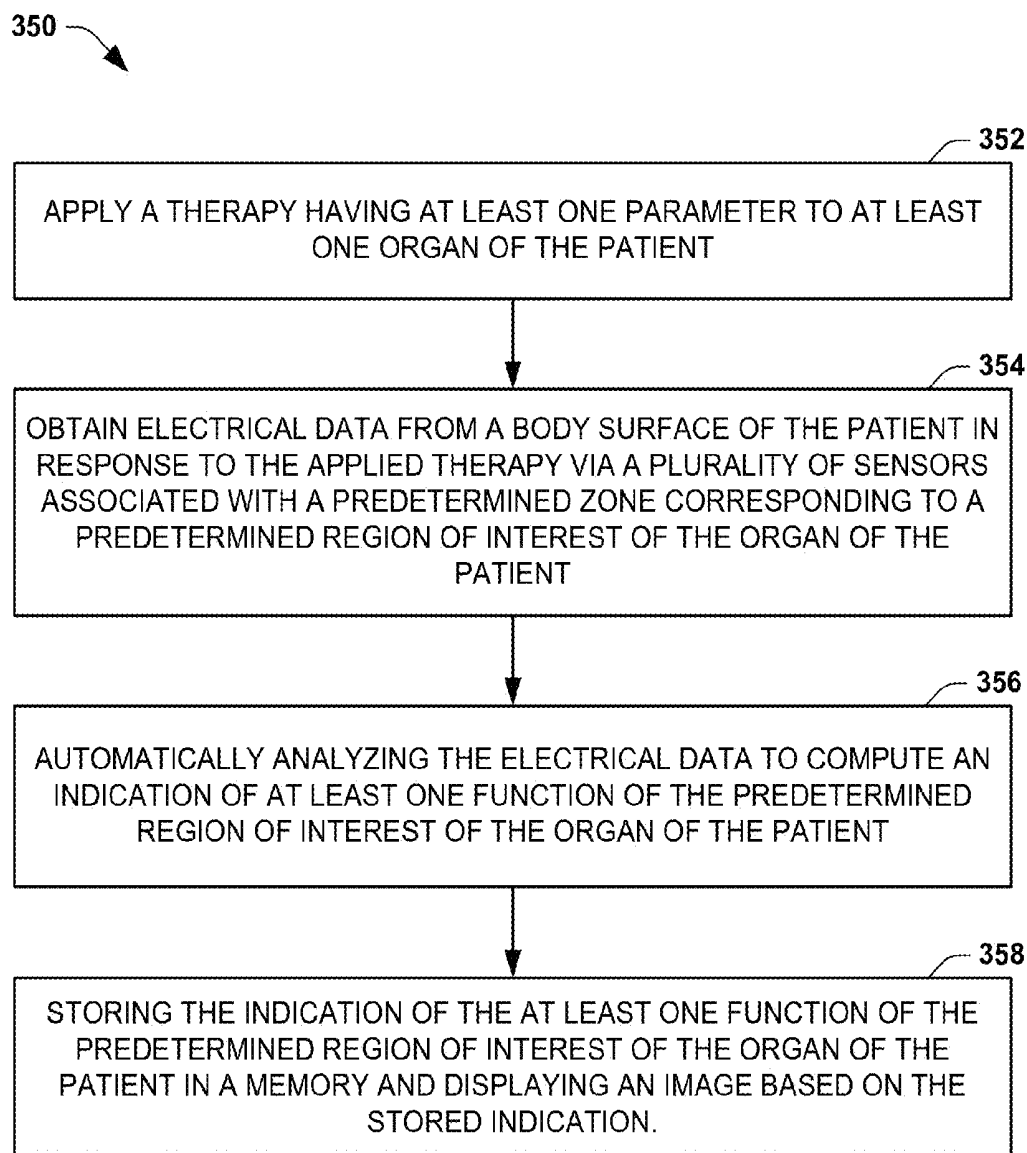 350
352
APPLY A THERAPY HAVING AT LEAST ONE PARAMETER TO AT LEAST
ONE ORGAN OF THE PATIENT
354
OBTAIN ELECTRICAL DATA FROM A BODY SURFACE OF THE PATIENT IN
RESPONSE TO THE APPLIED THERAPY VIA A PLURALITY OF SENSORS
ASSOCIATED WITH A PREDETERMINED ZONE CORRESPONDING TO A
PREDETERMINED REGION OF INTEREST OF THE ORGAN OF THE
PATIENT
356
AUTOMATICALLY ANALYZING THE ELECTRICAL DATA TO COMPUTE AN
INDICATION OF AT LEAST ONE FUNCTION OF THE PREDETERMINED
REGION OF INTEREST OF THE ORGAN OF THE PATIENT
358
STORING THE INDICATION OF THE AT LEAST ONE FUNCTION OF THE
PREDETERMINED REGION OF INTEREST OF THE ORGAN OF THE
PATIENT IN A MEMORY AND DISPLAYING AN IMAGE BASED ON THE
STORED INDICATION.